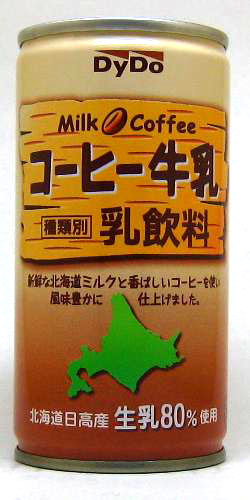 DyDo
Milk Coffee
コーヒー牛乳
種類別 乳飲料
新鮮な北海道ミルクと香ばしいコーヒーを使い
風味豊かに 仕上げました。
北海道日高産 生乳80%使用